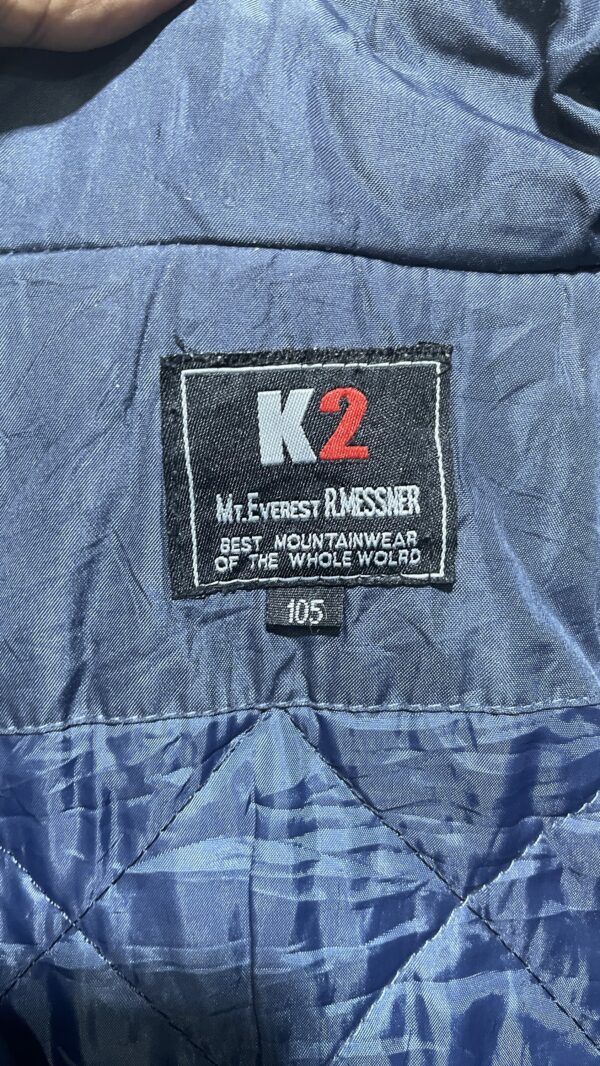 K2
MT.EVEREST R.MESSNER
BEST MOUNTAINWEAR
OF THE WHOLE WOLRD
105